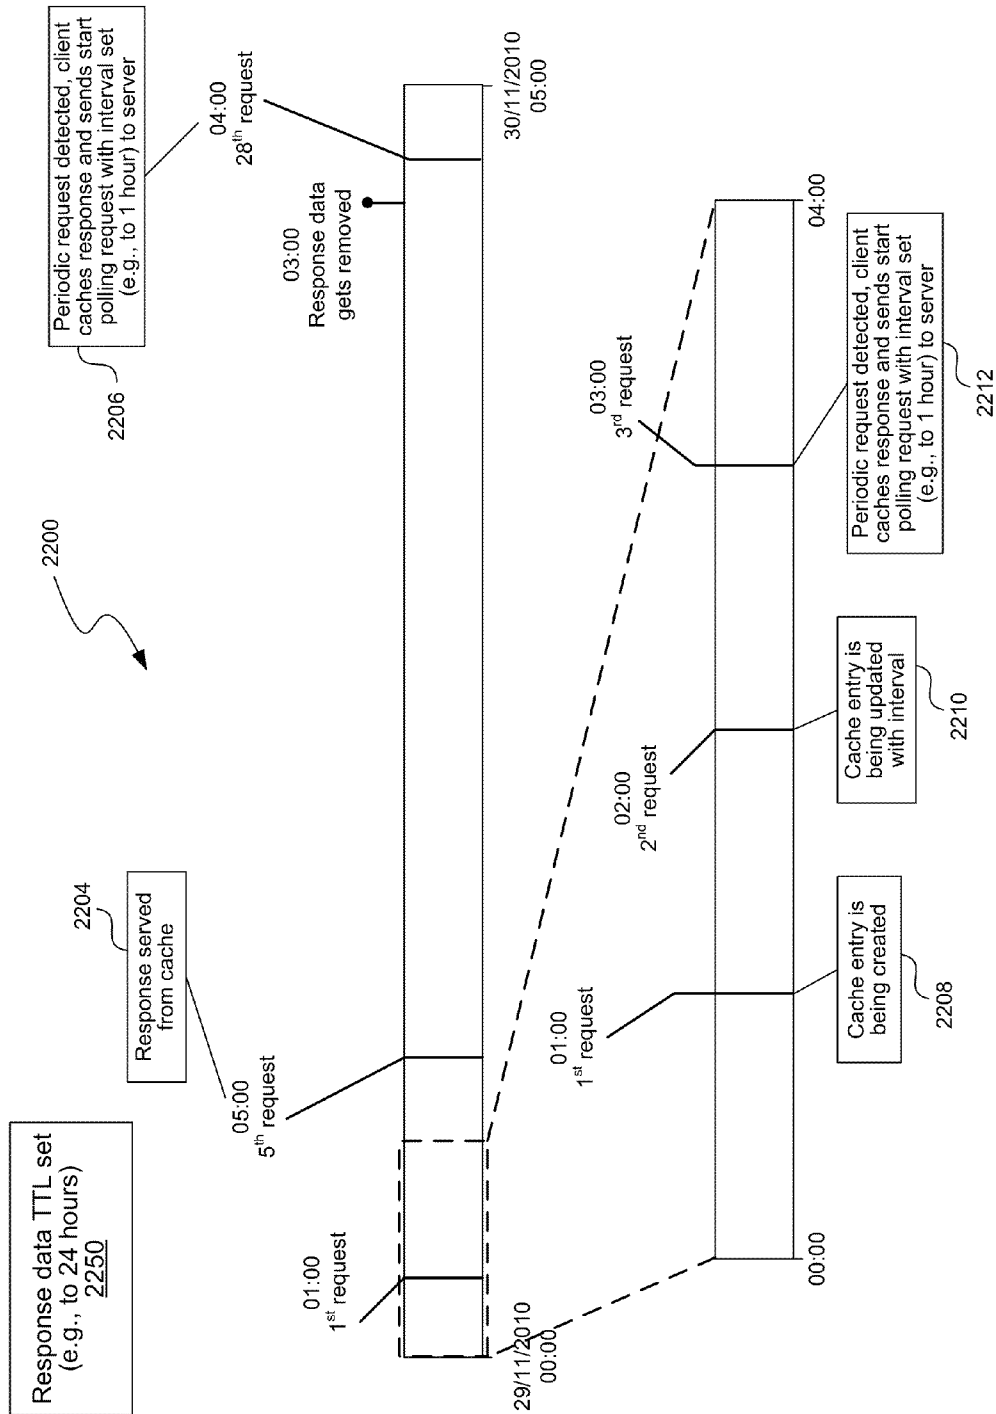 Response data TTL set
(e.g., to 24 hours)
2250
2204
Response served
from cache
2200
2206
Periodic request detected, client
caches response and sends start
polling request with interval set
(e.g., to 1 hour) to server
01:00
1st request
05:00
5th request
03:00
Response data
gets removed
04:00
28th request
29/11/2010
00:00
30/11/2010
05:00
01:00
1st request
02:00
2nd request
03:00
3rd request
00:00
04:00
Cache entry is
being created
2208
Cache entry is
being updated
with interval
2210
Periodic request detected, client
caches response and sends start
polling request with interval set
(e.g., to 1 hour) to server
2212